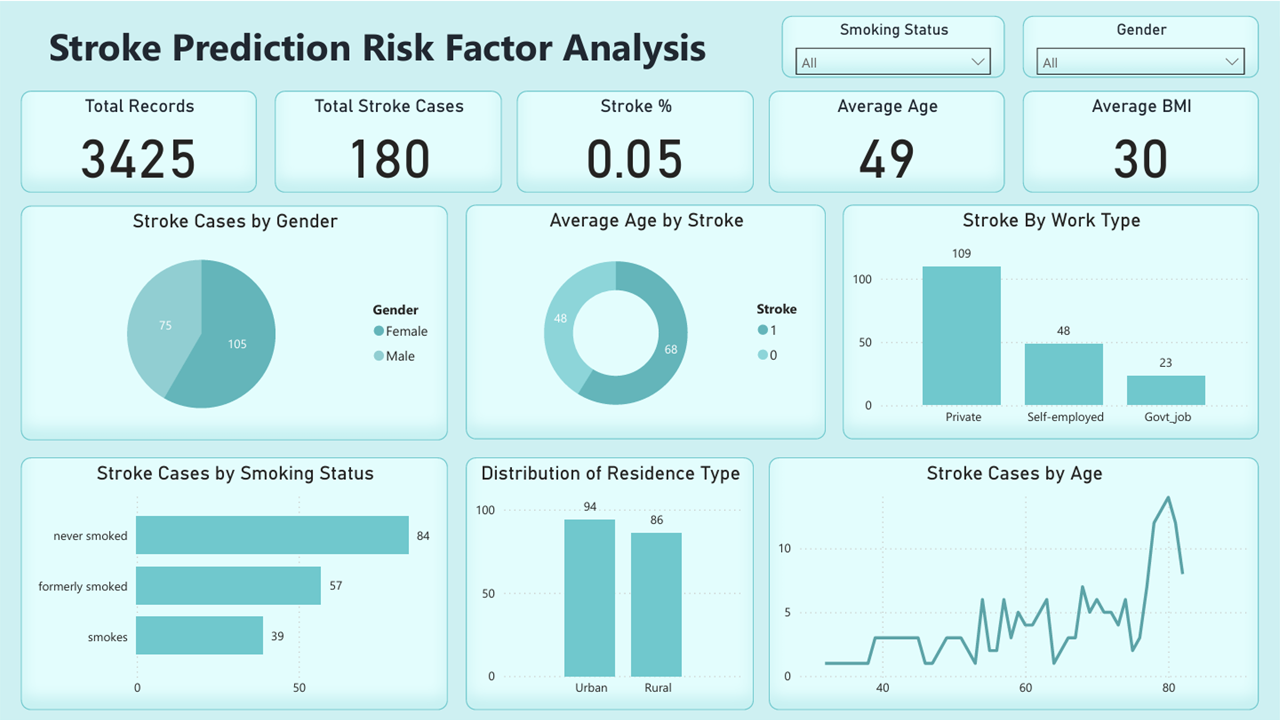 Stroke Prediction Risk Factor Analysis
Smoking Status
All
Gender
All
Total Records
3425
Total Stroke Cases
180
Stroke %
0.05
Average Age
49
Average BMI
30
Stroke Cases by Gender
75
105
Gender
Female
Male
Average Age by Stroke
48
68
Stroke
1
0
Stroke By Work Type
100
50
0
109
48
23
Private
Self-employed
Govt_job
Stroke Cases by Smoking Status
never smoked
84
formerly smoked
57
smokes
39
0
50
Distribution of Residence Type
100
50
0
94
86
Urban
Rural
Stroke Cases by Age
10
5
0
40
60
80